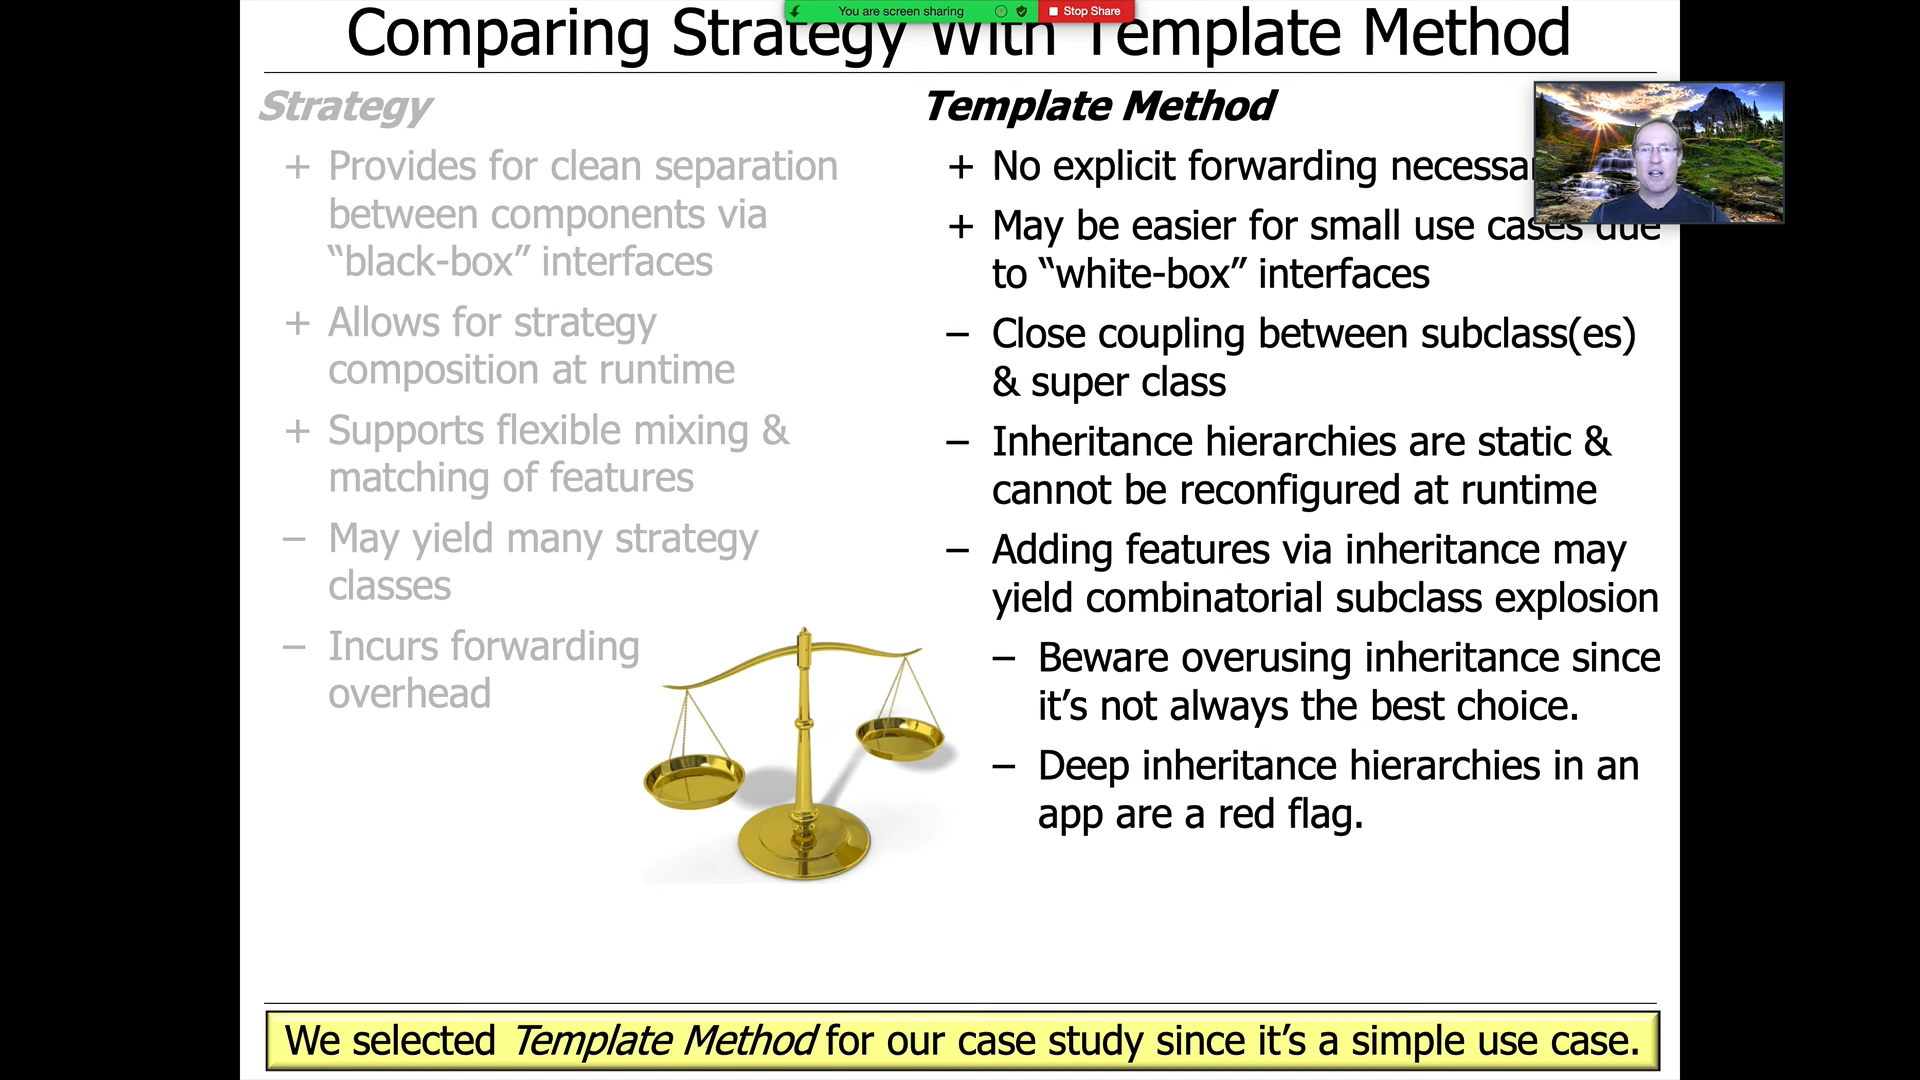 You are screen sharing
Stop Share
Comparing Strategy With Template Method
Strategy
+ Provides for clean separation
between components via
“black-box” interfaces
+ Allows for strategy
composition at runtime
+ Supports flexible mixing &
matching of features
– May yield many strategy
classes
– Incurs forwarding
overhead
Template Method
+ No explicit forwarding
+ May be easier for small use cases due
to “white-box” interfaces
– Close coupling between subclass(es)
& super class
– Inheritance hierarchies are static &
cannot be reconfigured at runtime
– Adding features via inheritance may
yield combinatorial subclass explosion
– Beware overusing inheritance since
it’s not always the best choice.
– Deep inheritance hierarchies in an
app are a red flag.
We selected Template Method for our case study since it’s a simple use case.